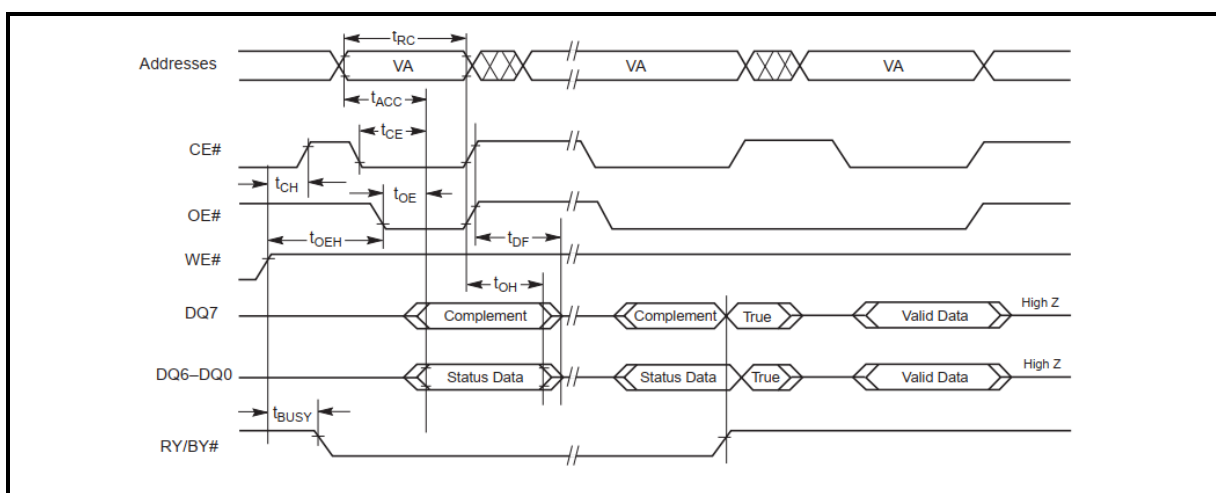 tRC
Addresses VA VA VA
tACC
tCE
CE#
tCH tOE
OE#
tOEH tDF
WE#
tOH
DQ7 Complement Complement True Valid Data High Z
DQ6–DQ0 Status Data Status Data True Valid Data High Z
tBUSY
RY/BY#